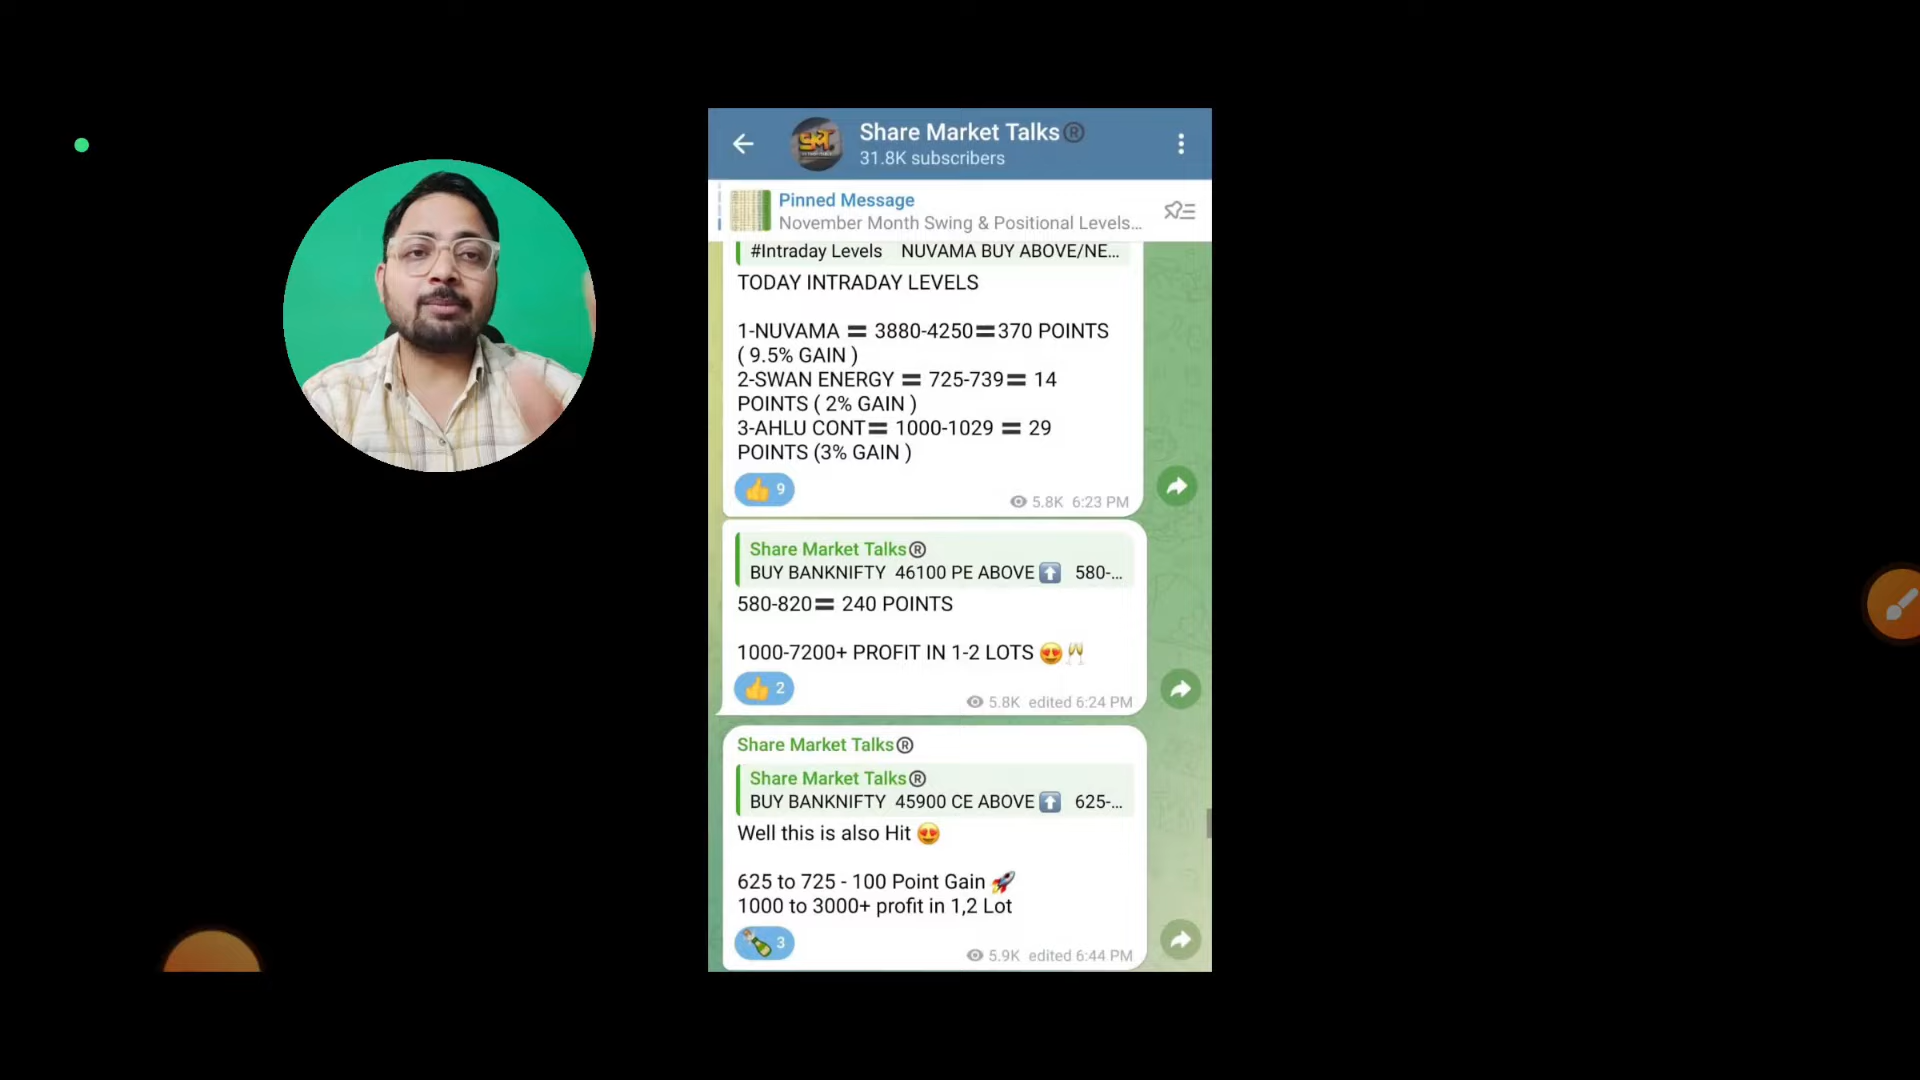 Share Market Talks®
31.8K subscribers
Pinned Message
November Month Swing & Positional Levels...
#Intraday Levels NUVAMA BUY ABOVE/NE...
TODAY INTRADAY LEVELS
1-NUVAMA = 3880-4250=370 POINTS
( 9.5% GAIN )
2-SWAN ENERGY = 725-739= 14
POINTS ( 2% GAIN )
3-AHLU CONT= 1000-1029 = 29
POINTS (3% GAIN )
👍 9
5.8K 6:23 PM
Share Market Talks®
BUY BANKNIFTY 46100 PE ABOVE ⬆️ 580-...
580-820= 240 POINTS
1000-7200+ PROFIT IN 1-2 LOTS 😍🥂
👍 2
5.8K edited 6:24 PM
Share Market Talks®
Share Market Talks®
BUY BANKNIFTY 45900 CE ABOVE ⬆️ 625-...
Well this is also Hit 😍
625 to 725 - 100 Point Gain 🚀
1000 to 3000+ profit in 1,2 Lot
🍾 3
5.9K edited 6:44 PM